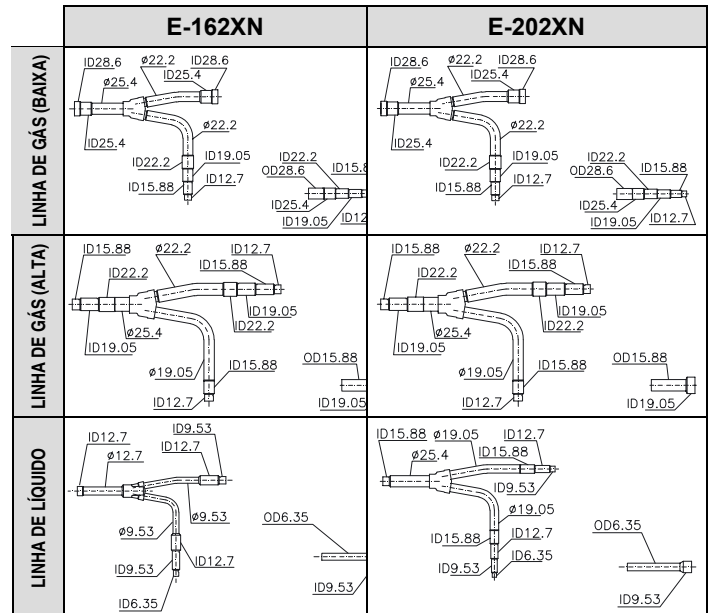 E-162XN
E-202XN
LINHA DE GÁS (BAIXA)
ID28.6
ø22.2
ID28.6
ø25.4
ID25.4
ID25.4
ø22.2
ID22.2
ID19.05
ID15.88
ID12.7
ID22.2
OD28.6
ID25.4
ID19.05
ID28.6
ø22.2
ID28.6
ø25.4
ID25.4
ID25.4
ø22.2
ID22.2
ID19.05
ID15.88
ID12.7
ID22.2
ID15.88
OD28.6
ID25.4
ID19.05
ID12.7
LINHA DE GÁS (ALTA)
ID15.88
ø22.2
ID12.7
ID22.2
ID15.88
ID19.05
ø25.4
ID22.2
ID19.05
ø19.05
ID15.88
ID12.7
OD15.88
ID19.05
ID15.88
ø22.2
ID12.7
ID22.2
ID15.88
ID19.05
ø25.4
ID22.2
ID19.05
ø19.05
ID15.88
ID12.7
OD15.88
ID19.05
LINHA DE LÍQUIDO
ID9.53
ID12.7
ID12.7
ø12.7
ø9.53
ø9.53
ID9.53
ID12.7
ID6.35
OD6.35
ID9.53
ID15.88
ø19.05
ID12.7
ø25.4
ID15.88
ID9.53
ø19.05
ID15.88
ID12.7
ID9.53
ID6.35
OD6.35
ID9.53